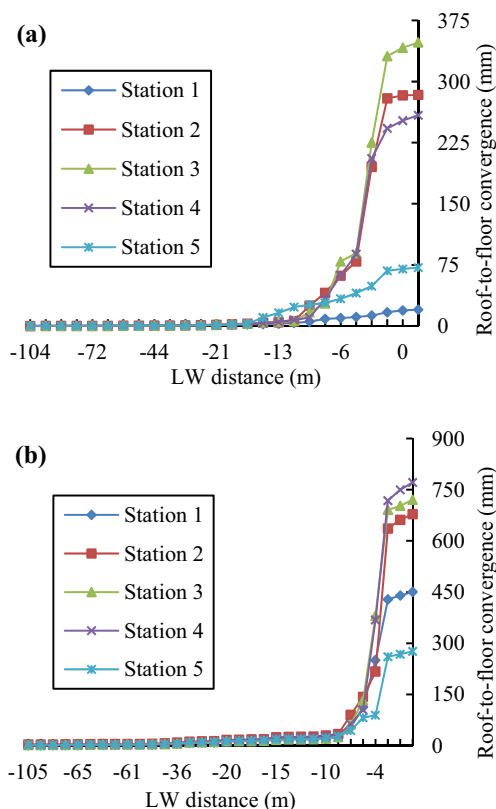 (a)
Station 1
Station 2
Station 3
Station 4
Station 5
375
300
225
150
75
0
Roof-to-floor convergence (mm)
-104 -72 -44 -21 -13 -6 0
LW distance (m)
(b)
Station 1
Station 2
Station 3
Station 4
Station 5
900
750
600
450
300
150
0
Roof-to-floor convergence (mm)
-105 -65 -61 -36 -20 -10 -4
LW distance (m)